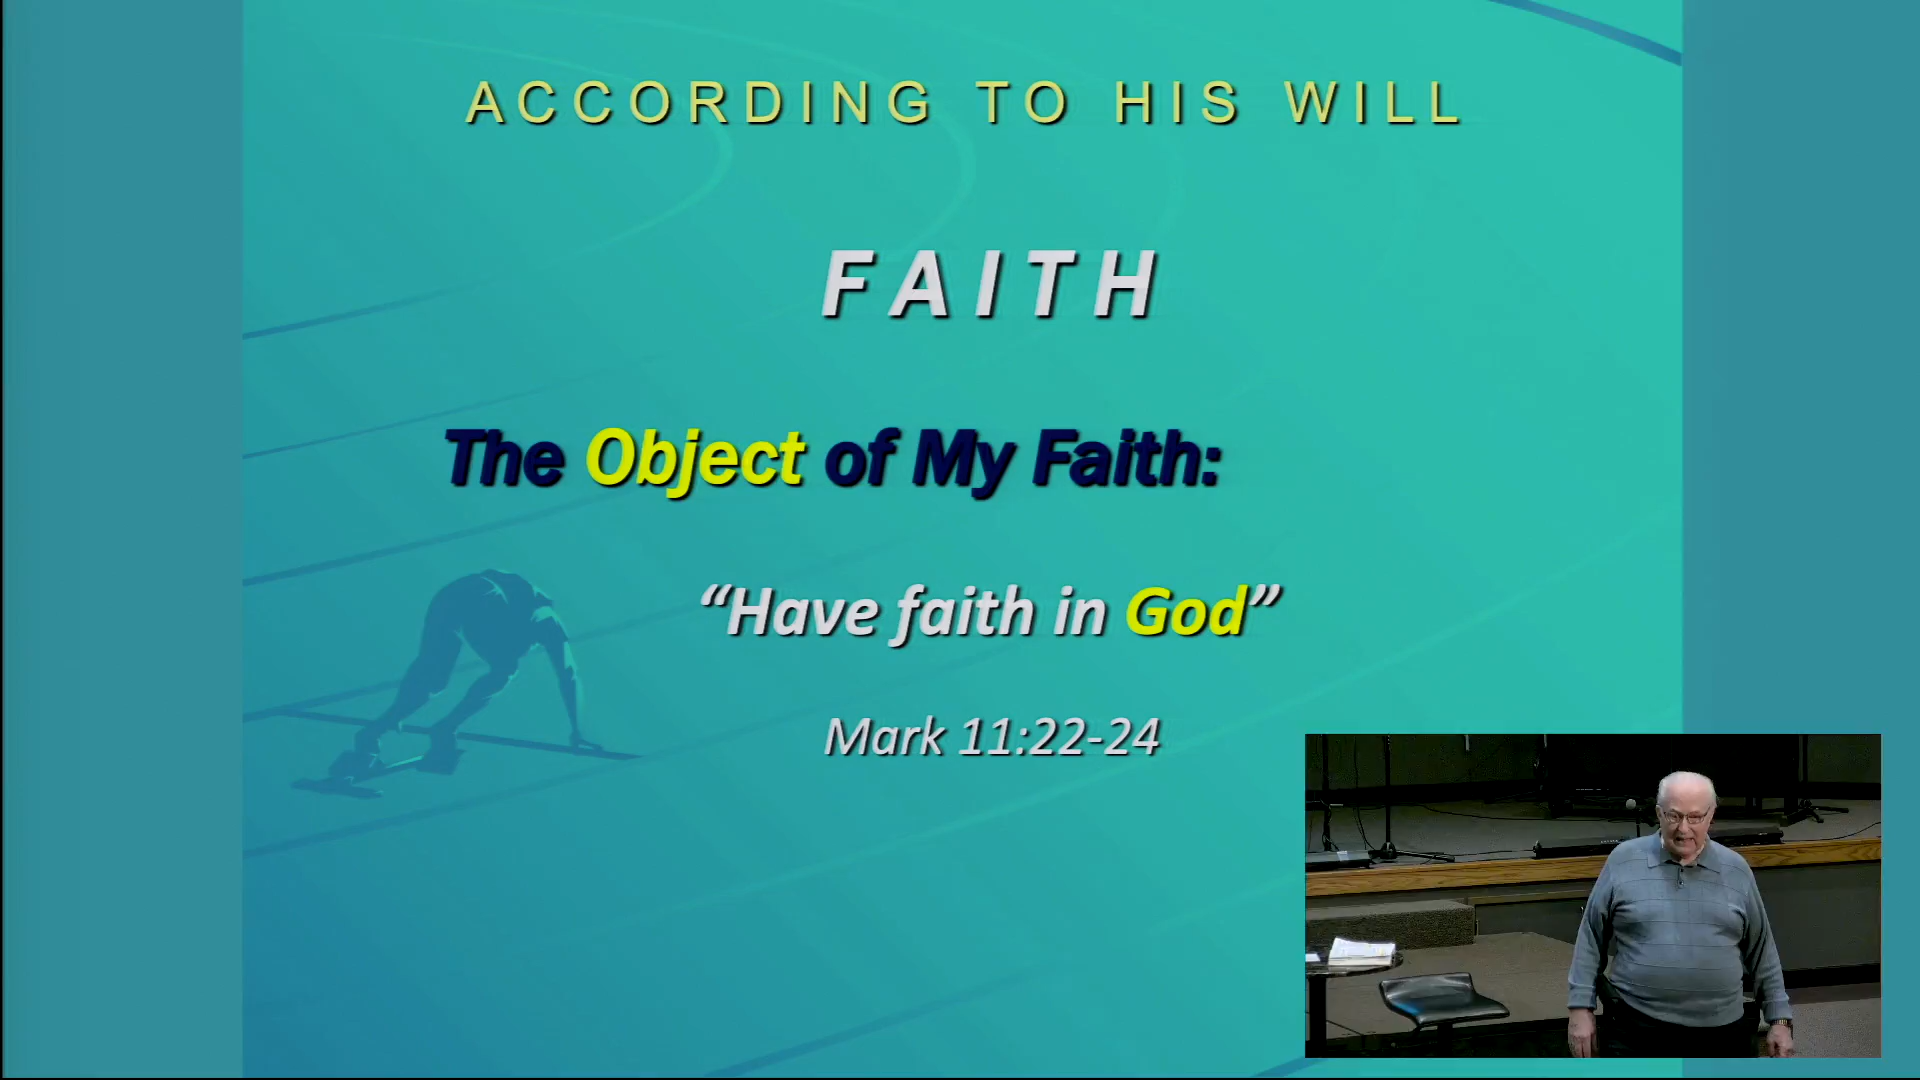 ACCORDING TO HIS WILL
FAITH
The Object of My Faith:
“Have faith in God”
Mark 11:22-24